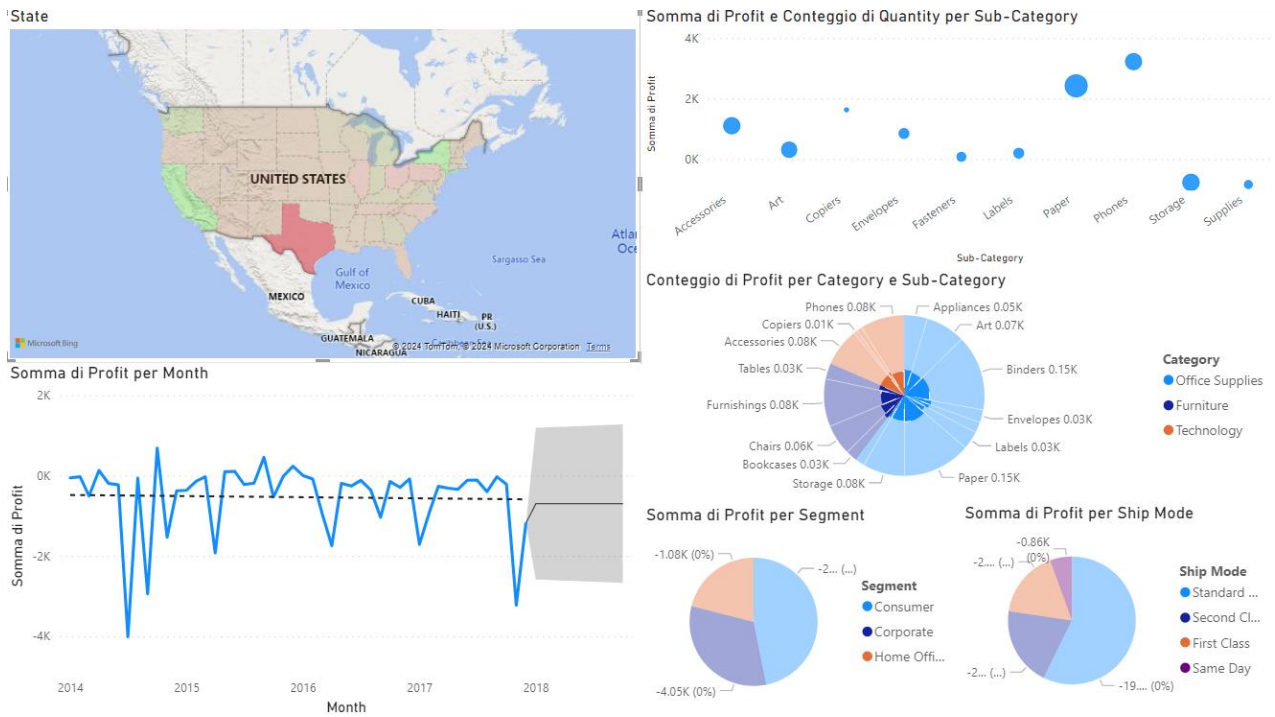 State
UNITED STATES
MEXICO
Gulf of
Mexico
CUBA
HAITI
PR
(U.S.)
GUATEMALA
NICARAGUA
Sargasso Sea
Atla
Oce
Microsoft Bing
© 2024 TomTom, © 2024 Microsoft Corporation Terms
Somma di Profit e Conteggio di Quantity per Sub-Category
Somma di Profit
4K
2K
0K
Accessories
Art
Copiers
Envelopes
Fasteners
Labels
Paper
Phones
Storage
Supplies
Sub-Category
Conteggio di Profit per Category e Sub-Category
Phones 0.08K
Copiers 0.01K
Accessories 0.08K
Tables 0.03K
Furnishings 0.08K
Chairs 0.06K
Bookcases 0.03K
Storage 0.08K
Appliances 0.05K
Art 0.07K
Binders 0.15K
Envelopes 0.03K
Labels 0.03K
Paper 0.15K
Category
Office Supplies
Furniture
Technology
Somma di Profit per Month
Somma di Profit
2K
0K
-2K
-4K
2014
2015
2016
2017
2018
Month
Somma di Profit per Segment
-1.08K (0%)
-2... (...)
-4.05K (0%)
Segment
Consumer
Corporate
Home Offi...
Somma di Profit per Ship Mode
-0.86K
(0%)
-2.... (...)
-2... (...)
-19.... (0%)
Ship Mode
Standard ...
Second Cl...
First Class
Same Day